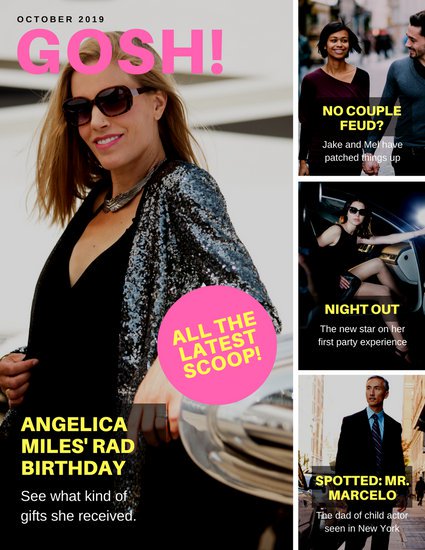 OCTOBER 2019
GOSH!
ALL THE
LATEST
SCOOP!
ANGELICA
MILES' RAD
BIRTHDAY
See what kind of
gifts she received.
NO COUPLE
FEUD?
Jake and Mel have
patched things up
NIGHT OUT
The new star on her
first party experience
SPOTTED: MR.
MARCELO
The dad of child actor
seen in New York